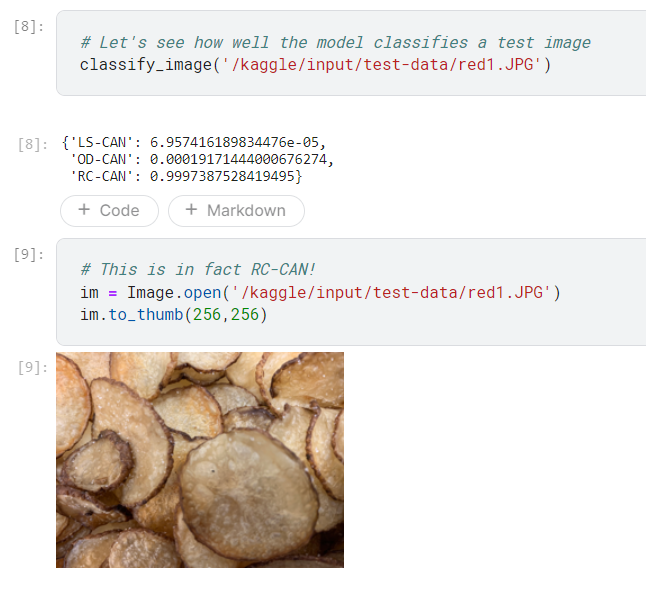 [8]:
# Let's see how well the model classifies a test image
classify_image('/kaggle/input/test-data/red1.JPG')
[8]:
{'LS-CAN': 6.957416189834476e-05,
'OD-CAN': 0.00019171444000676274,
'RC-CAN': 0.9997387528419495}
+ Code + Markdown
[9]:
# This is in fact RC-CAN!
im = Image.open('/kaggle/input/test-data/red1.JPG')
im.to_thumb(256,256)
[9]: